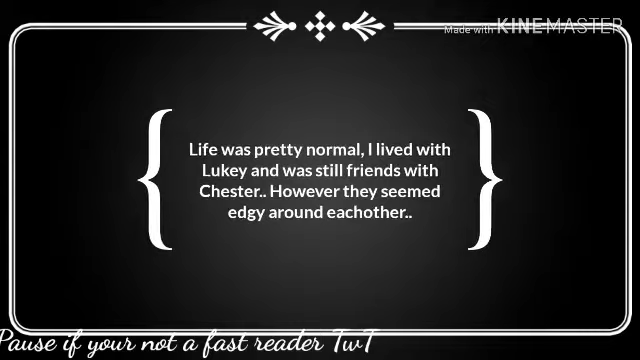 Made with KINEMASTER
Life was pretty normal, I lived with
Lukey and was still friends with
Chester.. However they seemed
edgy around eachother..
Pause if your not a fast reader TwT